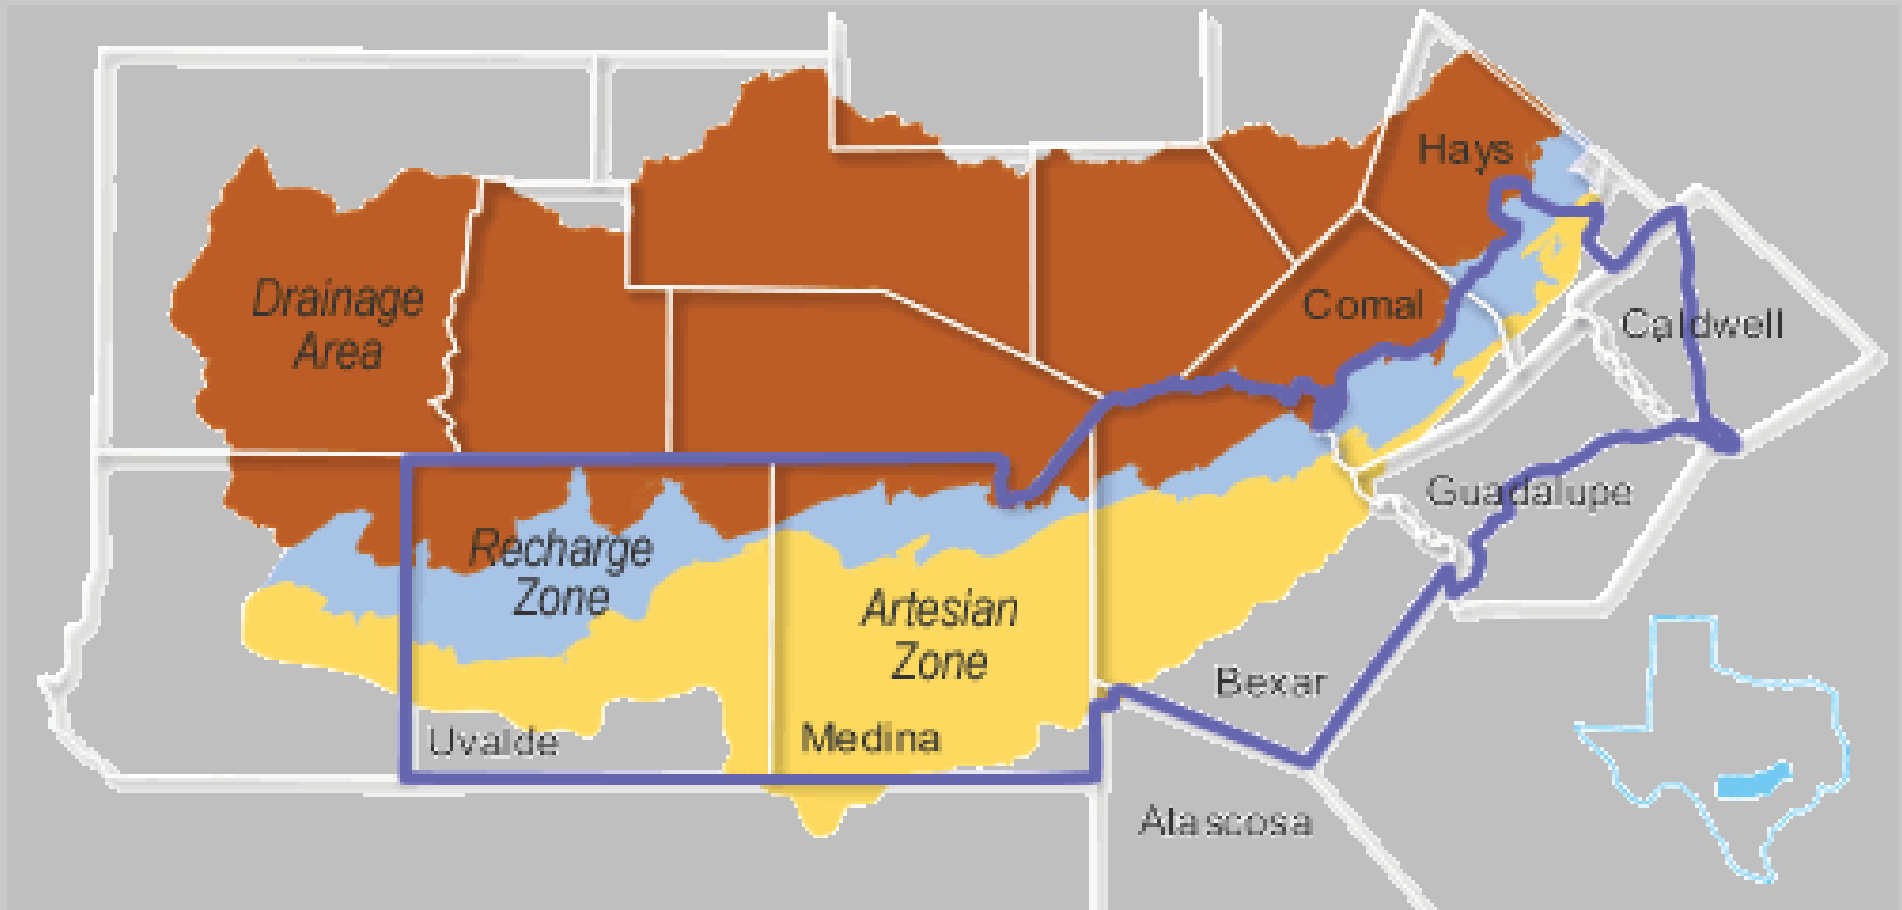 Hays
Drainage
Area
Comal
Caldwell
Guadalupe
Recharge
Zone
Artesian
Zone
Bexar
Uvalde
Medina
Atascosa